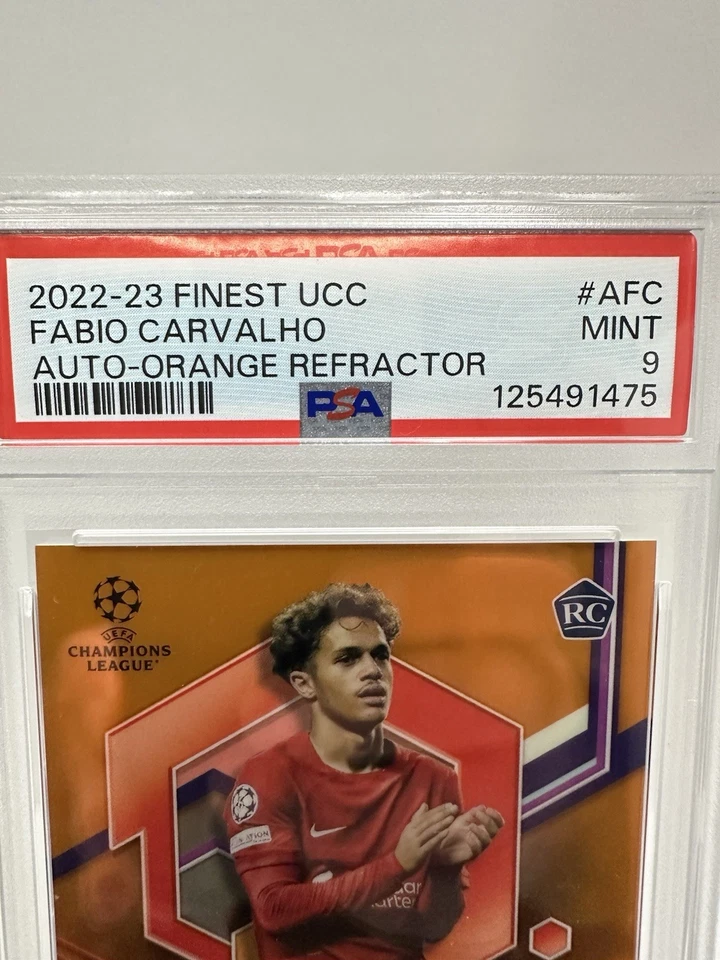 2022-23 FINEST UCC #AFC
FABIO CARVALHO MINT
AUTO-ORANGE REFRACTOR 9
PSA 125491475
UEFA
CHAMPIONS
LEAGUE
RC